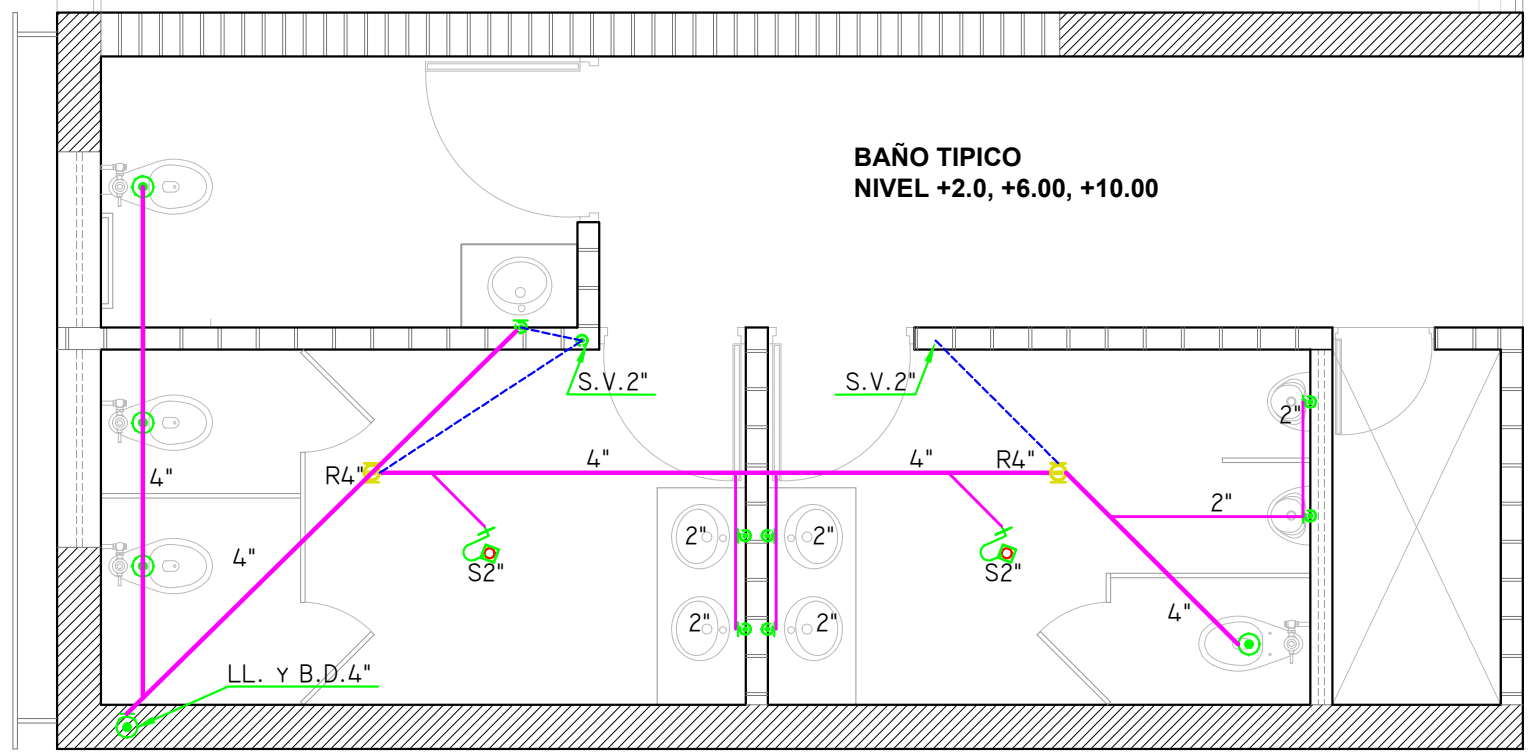 BAÑO TIPICO
NIVEL +2.0, +6.00, +10.00
S.V.2"
S.V.2"
2"
R4"
4"
4"
R4"
4"
2"
2"
2"
4"
S2"
S2"
2"
2"
4"
LL. Y B.D.4"